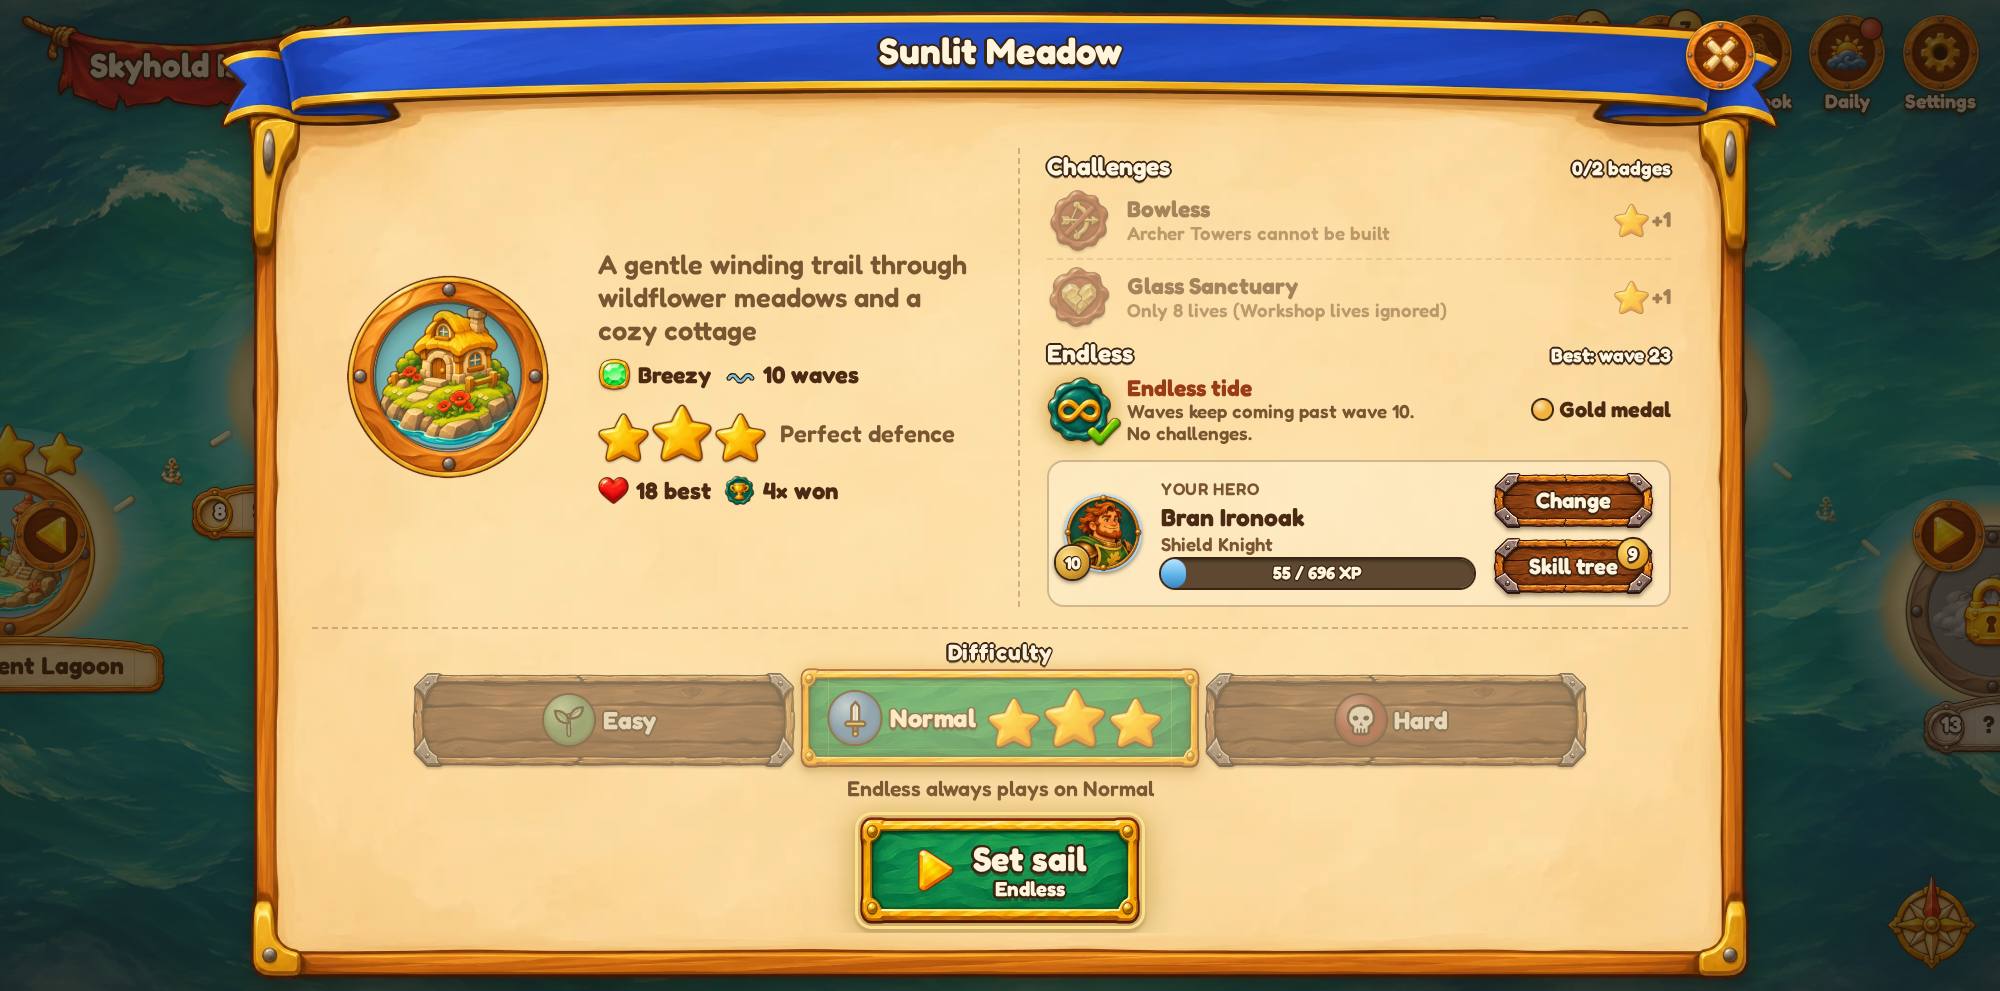 Skyhold
Sunlit Meadow
Daily
Settings
A gentle winding trail through
wildflower meadows and a
cozy cottage
Breezy
10 waves
Perfect defence
18 best
4x won
Challenges
0/2 badges
Bowless
Archer Towers cannot be built
+1
Glass Sanctuary
Only 8 lives (Workshop lives ignored)
+1
Endless
Best: wave 23
Endless tide
Waves keep coming past wave 10.
No challenges.
Gold medal
YOUR HERO
Bran Ironoak
Shield Knight
10
55 / 696 XP
Change
Skill tree
9
8
ent Lagoon
13 ?
Difficulty
Easy
Normal
Hard
Endless always plays on Normal
Set sail
Endless